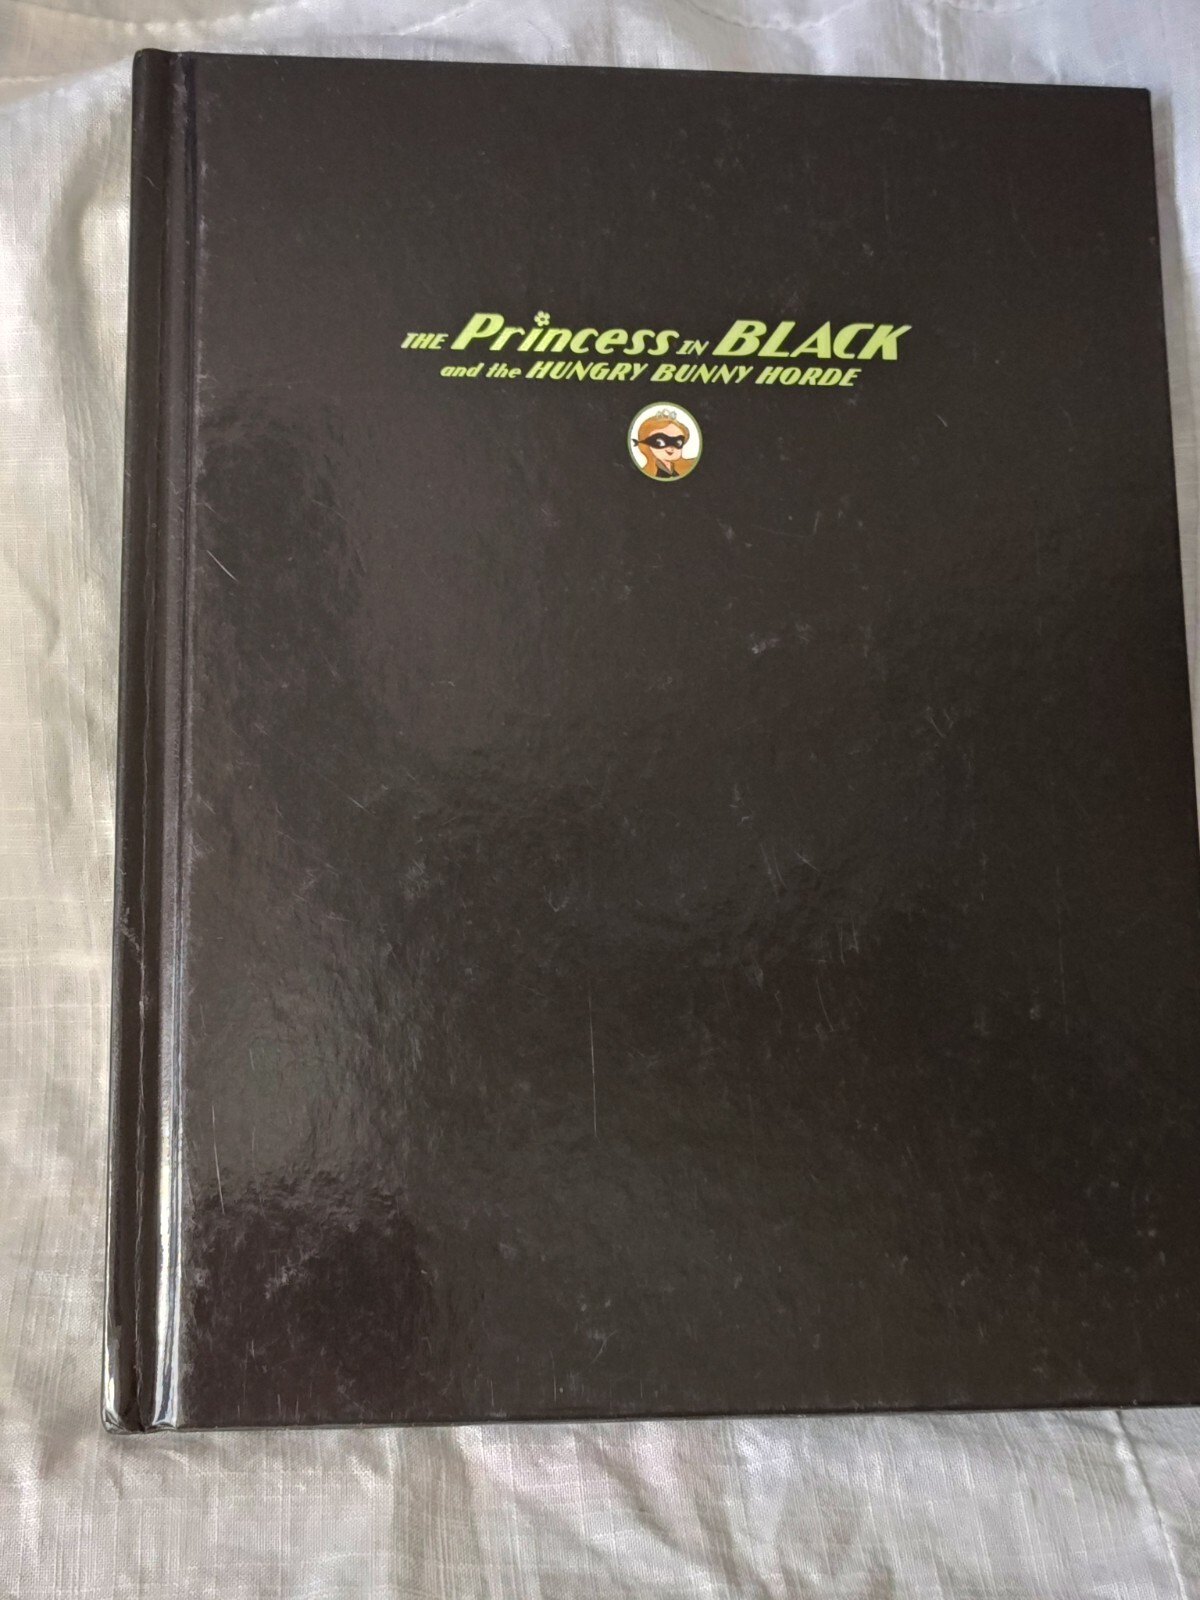 THE Princess IN BLACK
and the HUNGRY BUNNY HORDE